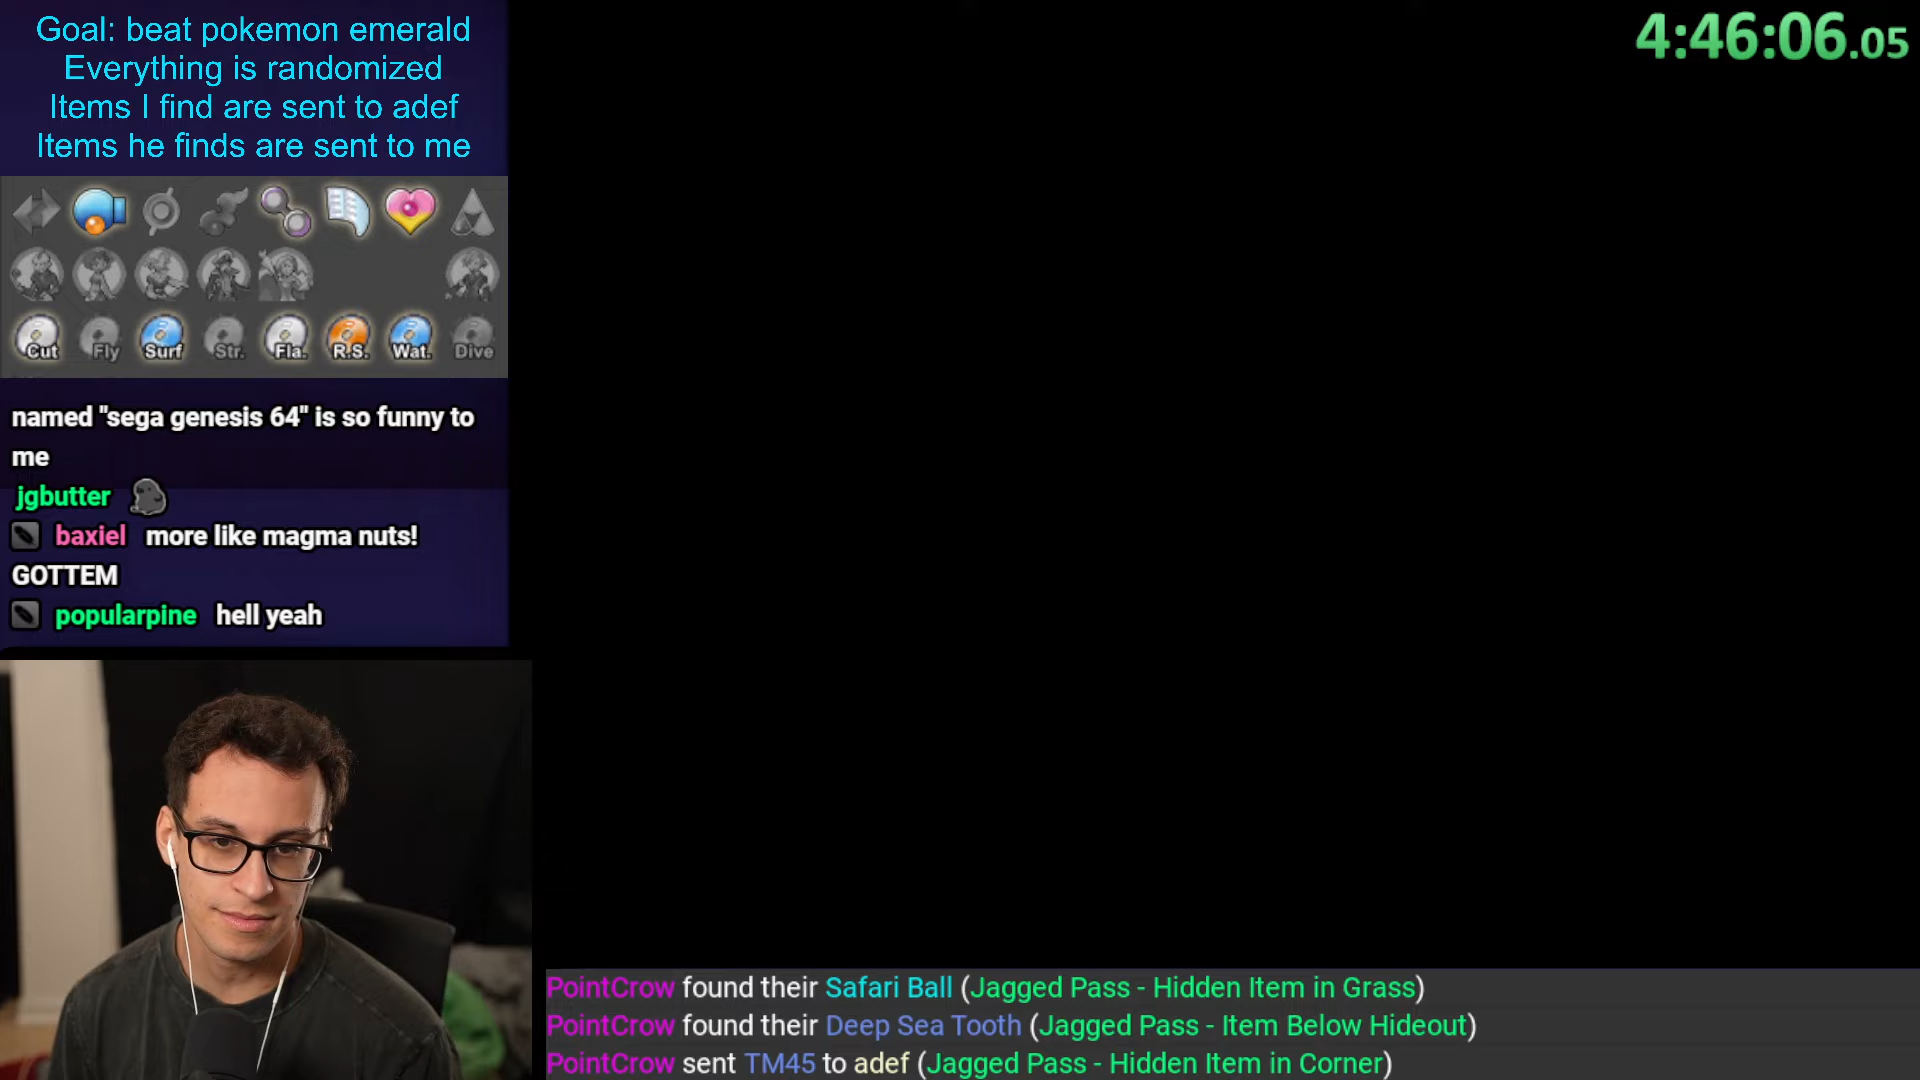 Goal: beat pokemon emerald
Everything is randomized
Items I find are sent to adef
Items he finds are sent to me
4:46:06.05
Cut
Fly
Surf
Str.
Fla.
R.S.
Wat.
Dive
named "sega genesis 64" is so funny to
me
jgbutter
baxiel more like magma nuts!
GOTTEM
popularpine hell yeah
PointCrow found their Safari Ball (Jagged Pass - Hidden Item in Grass)
PointCrow found their Deep Sea Tooth (Jagged Pass - Item Below Hideout)
PointCrow sent TM45 to adef (Jagged Pass - Hidden Item in Corner)